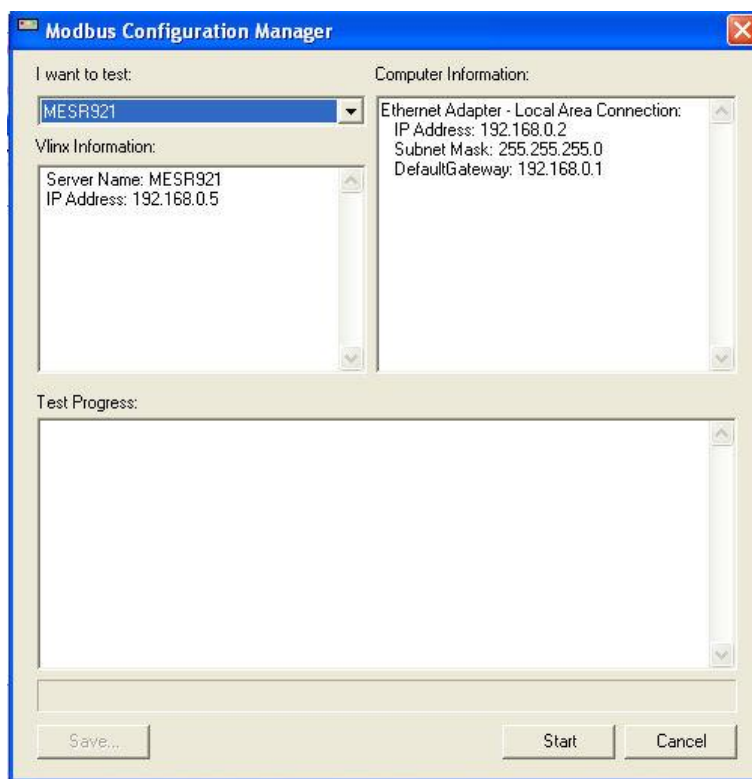 Modbus Configuration Manager
I want to test:
MESR921
Vlinx Information:
Server Name: MESR921
IP Address: 192.168.0.5
Computer Information:
Ethernet Adapter - Local Area Connection:
IP Address: 192.168.0.2
Subnet Mask: 255.255.255.0
DefaultGateway: 192.168.0.1
Test Progress:
Save...
Start
Cancel